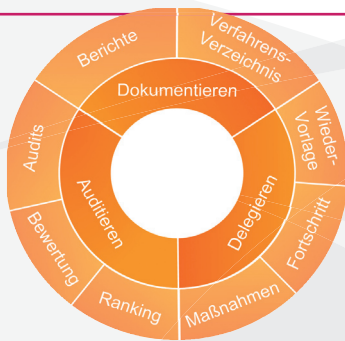 Berichte
Verfahrens-
Verzeichnis
Dokumentieren
Wieder-
Vorlage
Audits
Auditieren
Delegieren
Fortschritt
Bewertung
Ranking
Maßnahmen